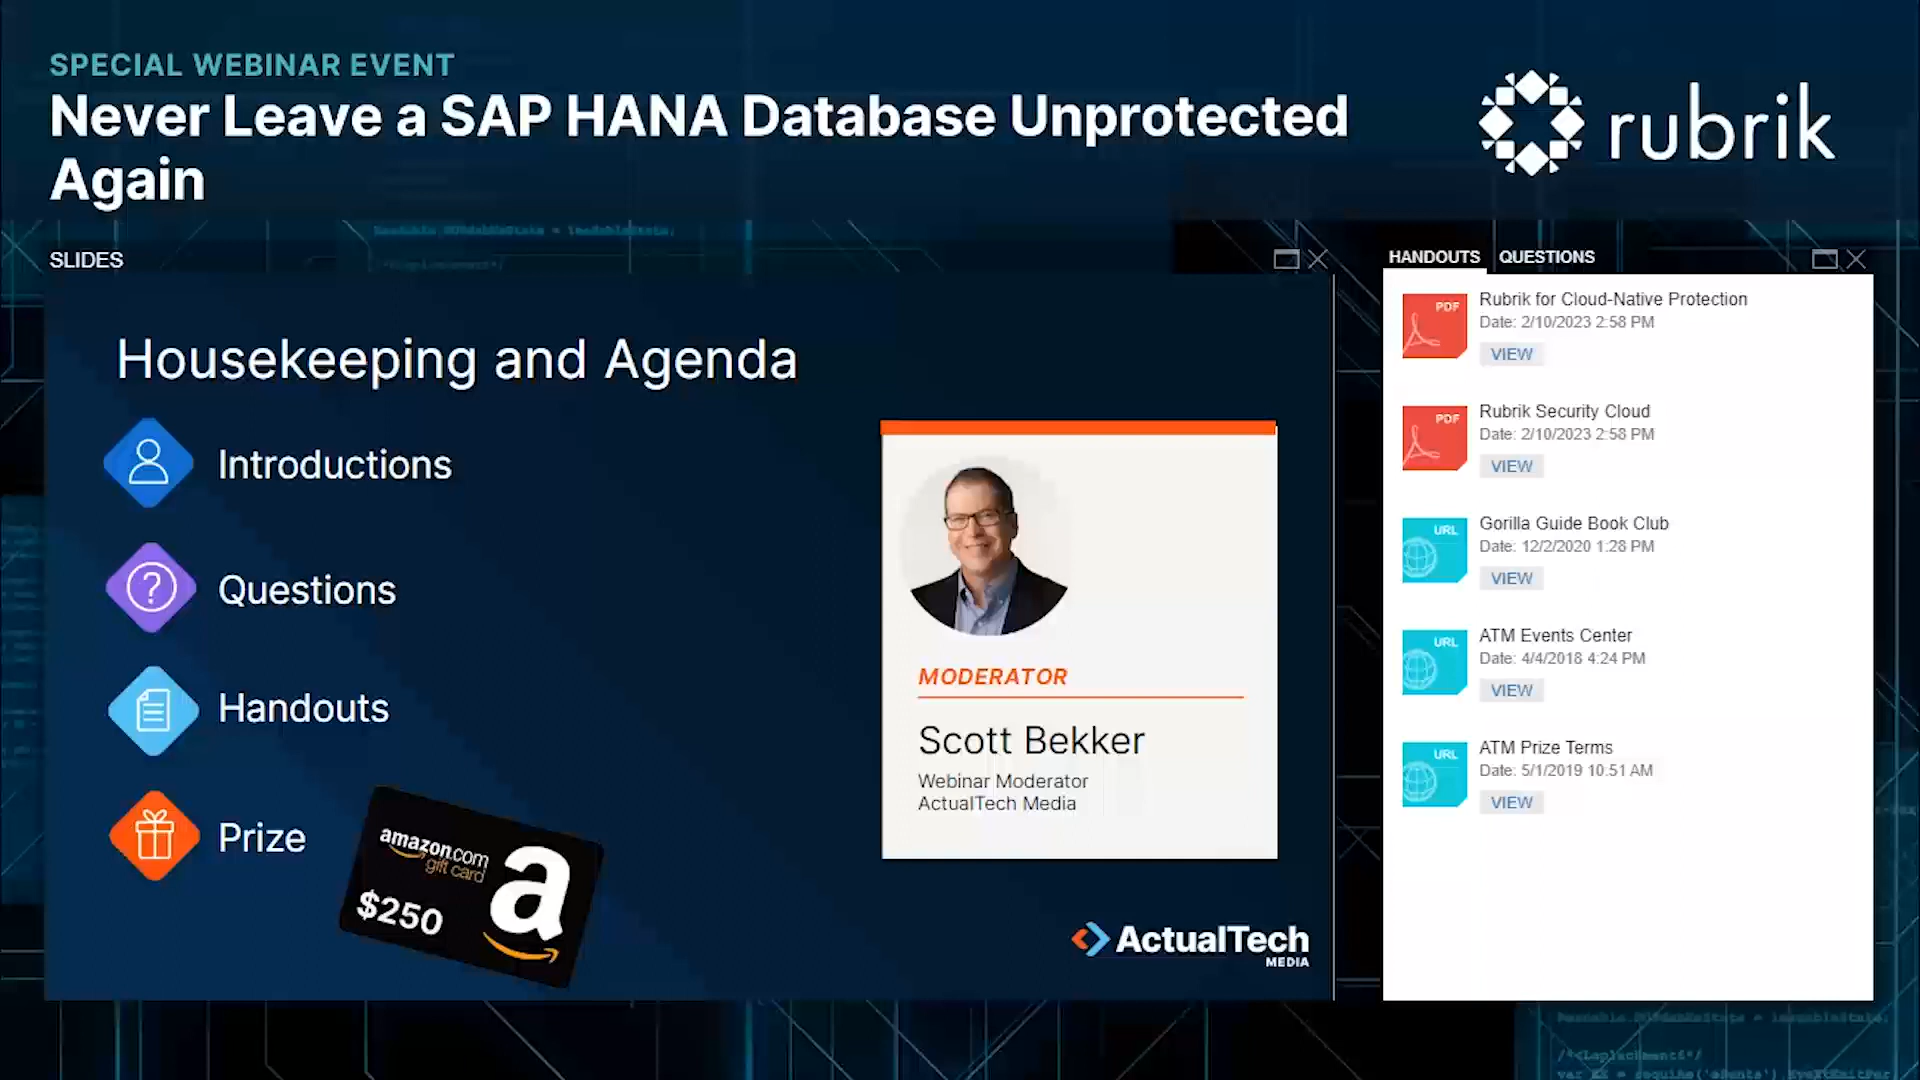 SPECIAL WEBINAR EVENT
Never Leave a SAP HANA Database Unprotected
Again
rubrik
SLIDES
Housekeeping and Agenda
Introductions
Questions
Handouts
Prize
amazon.com
gift card
$250
a
MODERATOR
Scott Bekker
Webinar Moderator
ActualTech Media
ActualTech
MEDIA
HANDOUTS QUESTIONS
PDF
Rubrik for Cloud-Native Protection
Date: 2/10/2023 2:58 PM
VIEW
PDF
Rubrik Security Cloud
Date: 2/10/2023 2:58 PM
VIEW
URL
Gorilla Guide Book Club
Date: 12/2/2020 1:28 PM
VIEW
URL
ATM Events Center
Date: 4/4/2018 4:24 PM
VIEW
URL
ATM Prize Terms
Date: 5/1/2019 10:51 AM
VIEW